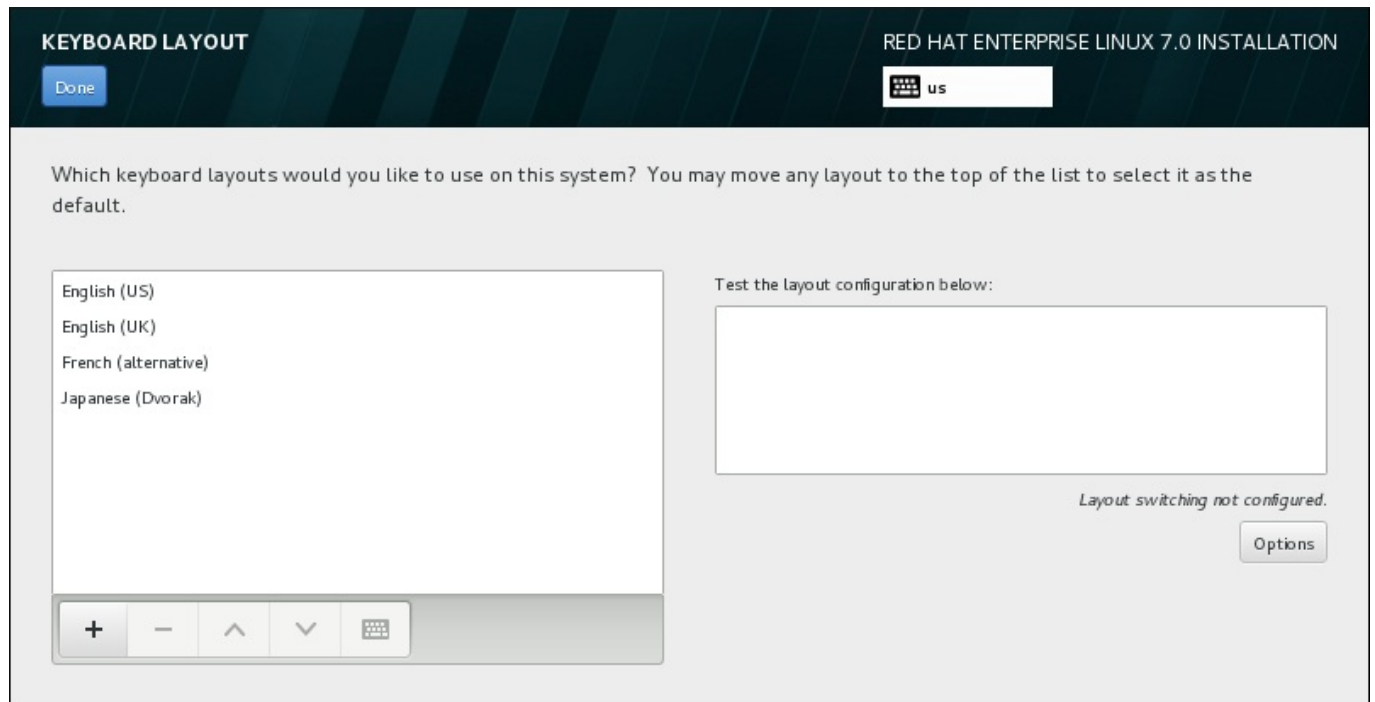 KEYBOARD LAYOUT
RED HAT ENTERPRISE LINUX 7.0 INSTALLATION
Done
us
Which keyboard layouts would you like to use on this system? You may move any layout to the top of the list to select it as the
default.
English (US)
English (UK)
French (alternative)
Japanese (Dvorak)
Test the layout configuration below:
Layout switching not configured.
Options